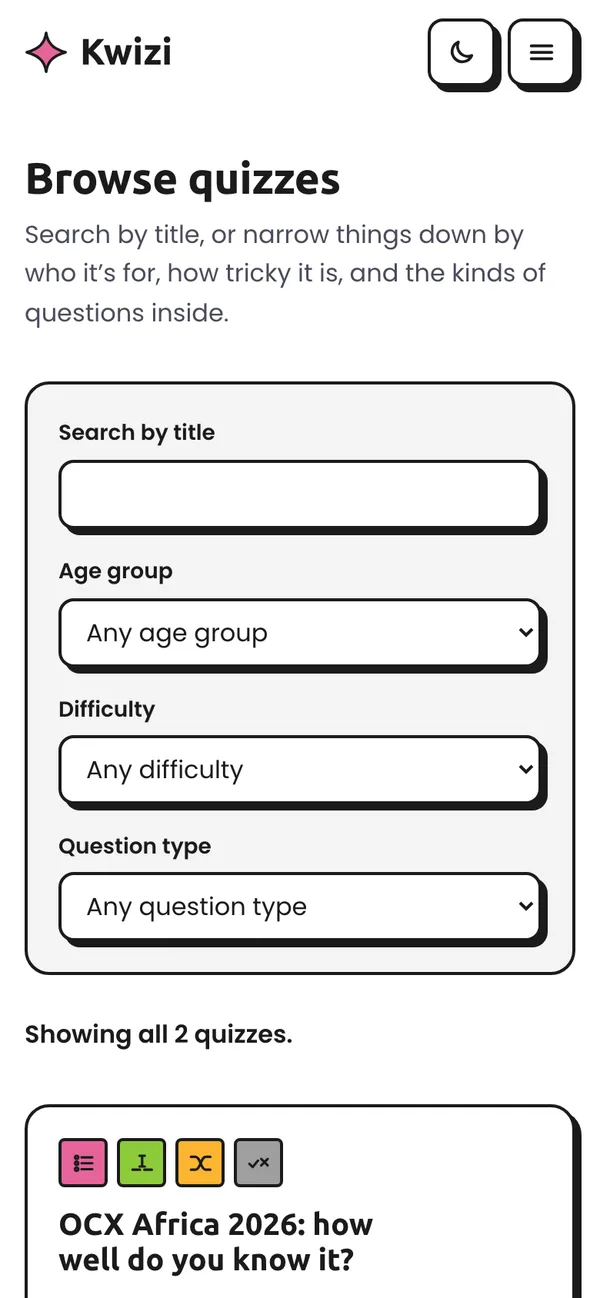 Kwizi
Browse quizzes
Search by title, or narrow things down by
who it’s for, how tricky it is, and the kinds of
questions inside.
Search by title
Age group
Any age group
Difficulty
Any difficulty
Question type
Any question type
Showing all 2 quizzes.
OCX Africa 2026: how
well do you know it?